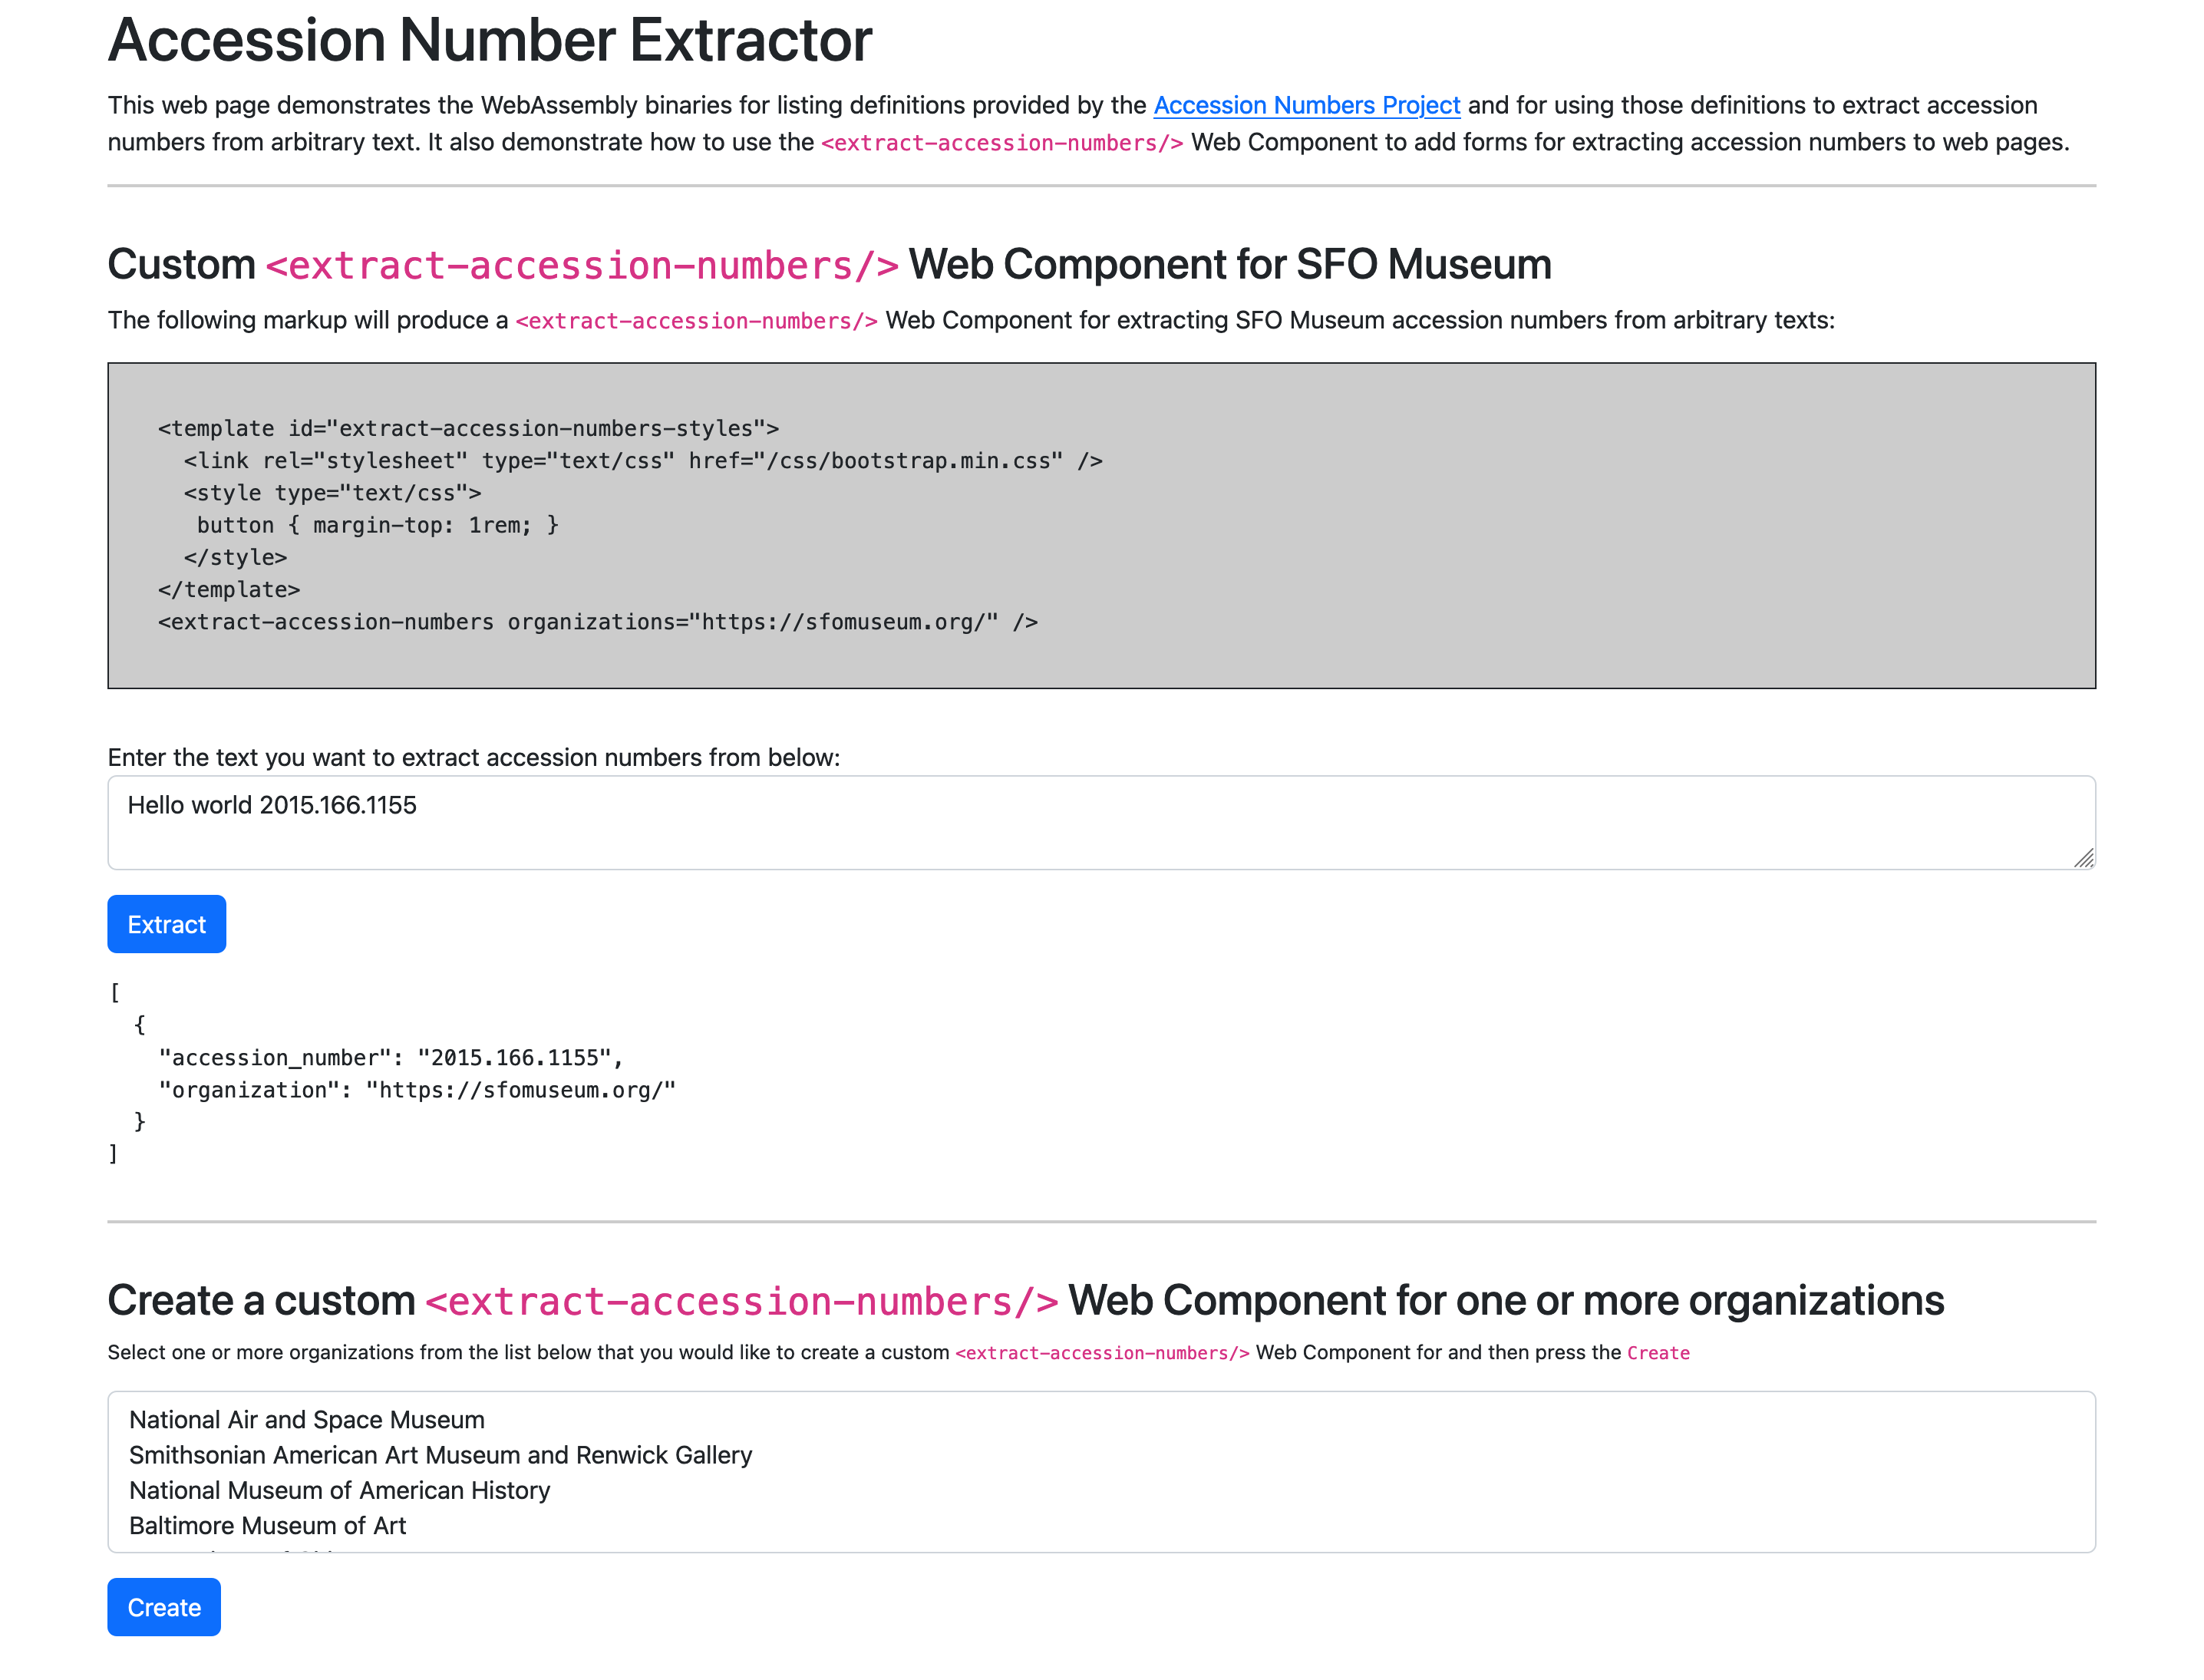 Accession Number Extractor
This web page demonstrates the WebAssembly binaries for listing definitions provided by the Accession Numbers Project and for using those definitions to extract accession
numbers from arbitrary text. It also demonstrate how to use the <extract-accession-numbers/> Web Component to add forms for extracting accession numbers to web pages.
Custom <extract-accession-numbers/> Web Component for SFO Museum
The following markup will produce a <extract-accession-numbers/> Web Component for extracting SFO Museum accession numbers from arbitrary texts:
<template id="extract-accession-numbers-styles">
<link rel="stylesheet" type="text/css" href="/css/bootstrap.min.css" />
<style type="text/css">
button { margin-top: 1rem; }
</style>
</template>
<extract-accession-numbers organizations="https://sfomuseum.org/" />
Enter the text you want to extract accession numbers from below:
Hello world 2015.166.1155
Extract
[
{
"accession_number": "2015.166.1155",
"organization": "https://sfomuseum.org/"
}
]
Create a custom <extract-accession-numbers/> Web Component for one or more organizations
Select one or more organizations from the list below that you would like to create a custom <extract-accession-numbers/> Web Component for and then press the Create
National Air and Space Museum
Smithsonian American Art Museum and Renwick Gallery
National Museum of American History
Baltimore Museum of Art
Create